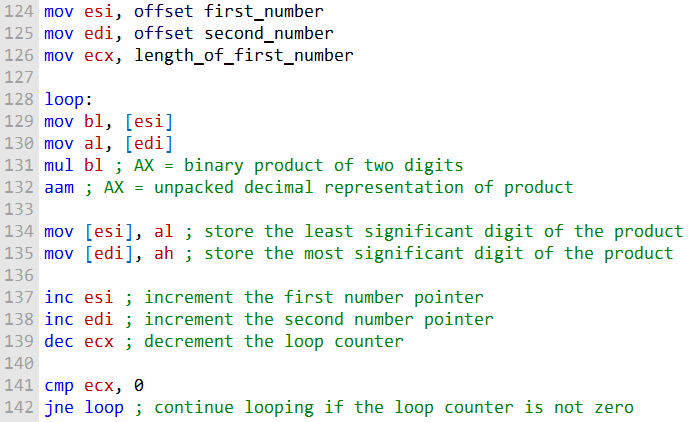 124 mov esi, offset first_number
125 mov edi, offset second_number
126 mov ecx, length_of_first_number
127
128 loop:
129 mov bl, [esi]
130 mov al, [edi]
131 mul bl ; AX = binary product of two digits
132 aam ; AX = unpacked decimal representation of product
133
134 mov [esi], al ; store the least significant digit of the product
135 mov [edi], ah ; store the most significant digit of the product
136
137 inc esi ; increment the first number pointer
138 inc edi ; increment the second number pointer
139 dec ecx ; decrement the loop counter
140
141 cmp ecx, 0
142 jne loop ; continue looping if the loop counter is not zero